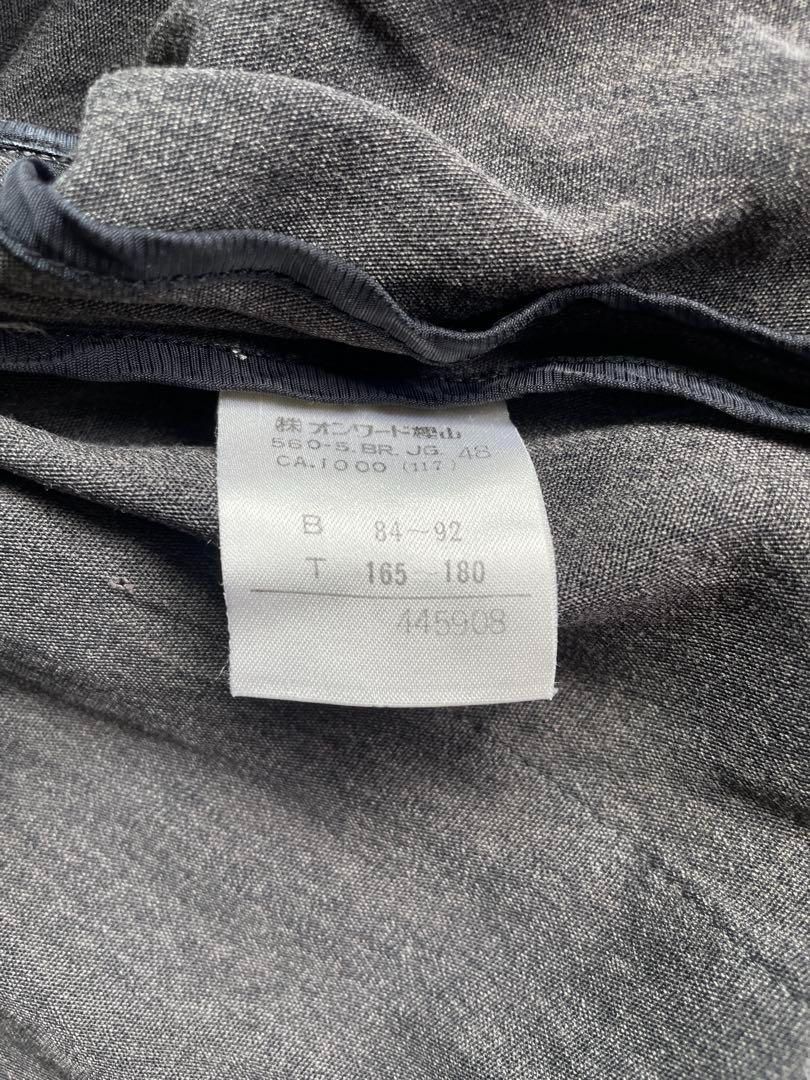 ㈱オンワード樫山
560-5.BR.JG. 48
CA.1000 (117)
B 84～92
T 165～180
445908